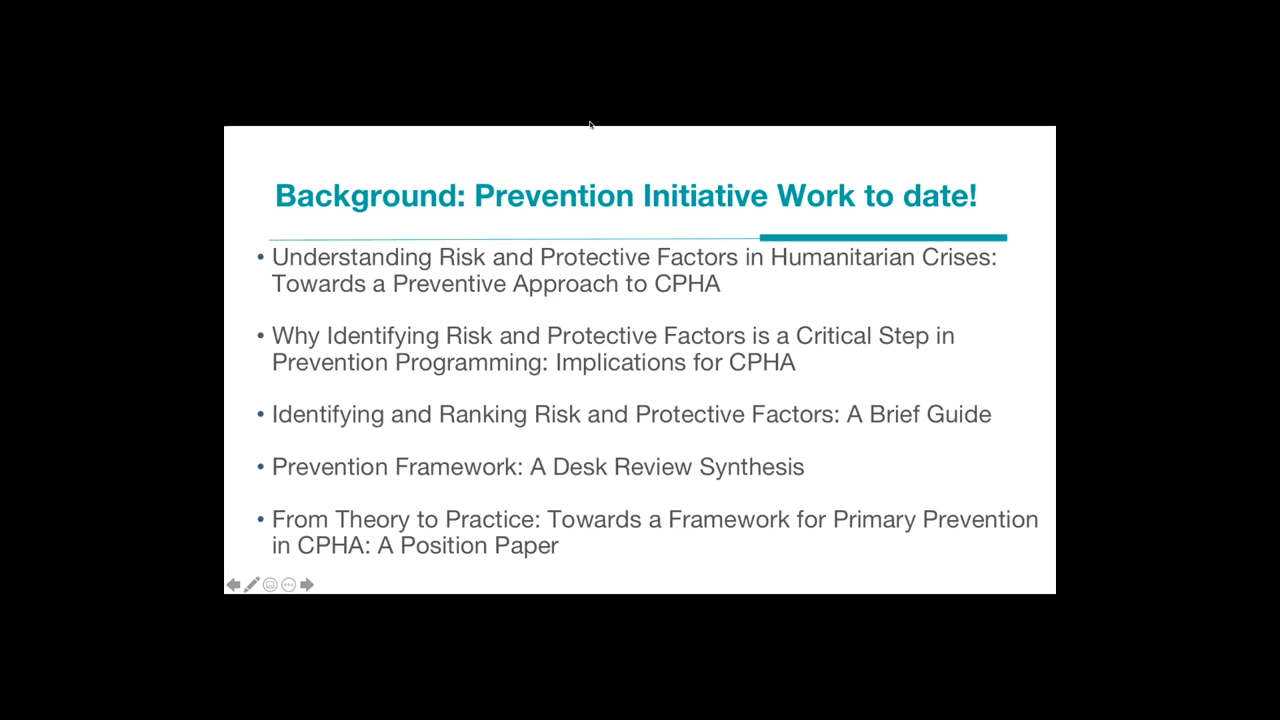 Background: Prevention Initiative Work to date!
• Understanding Risk and Protective Factors in Humanitarian Crises:
Towards a Preventive Approach to CPHA
• Why Identifying Risk and Protective Factors is a Critical Step in
Prevention Programming: Implications for CPHA
• Identifying and Ranking Risk and Protective Factors: A Brief Guide
• Prevention Framework: A Desk Review Synthesis
• From Theory to Practice: Towards a Framework for Primary Prevention
in CPHA: A Position Paper